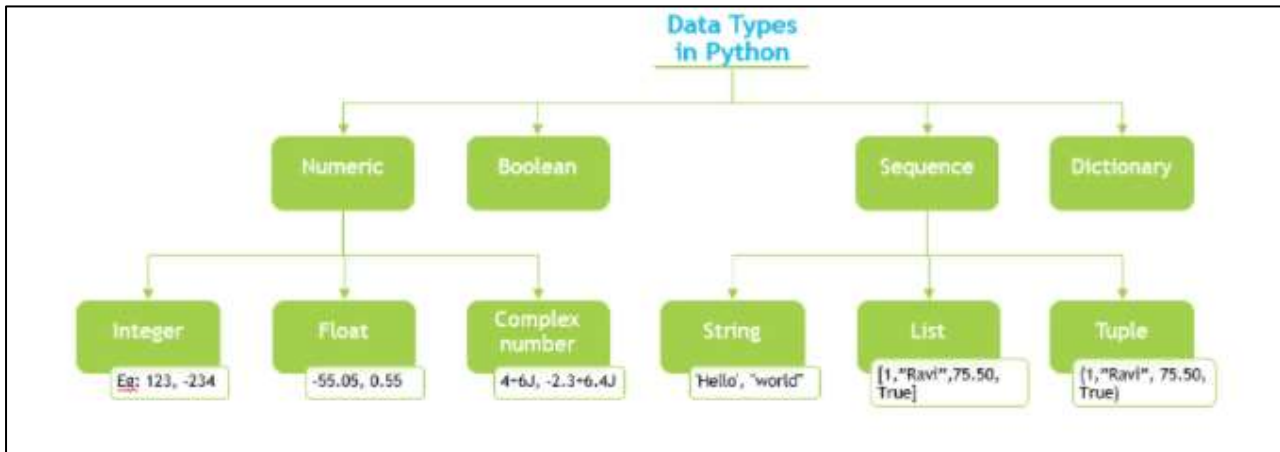 Data Types
in Python
Numeric
Boolean
Sequence
Dictionary
Integer
Float
Complex
number
String
List
Tuple
Eg: 123, -234
-55.05, 0.55
4+6J, -2.3+6.4J
'Hello', "world"
[1,"Ravi",75.50,
True]
(1,"Ravi", 75.50,
True)